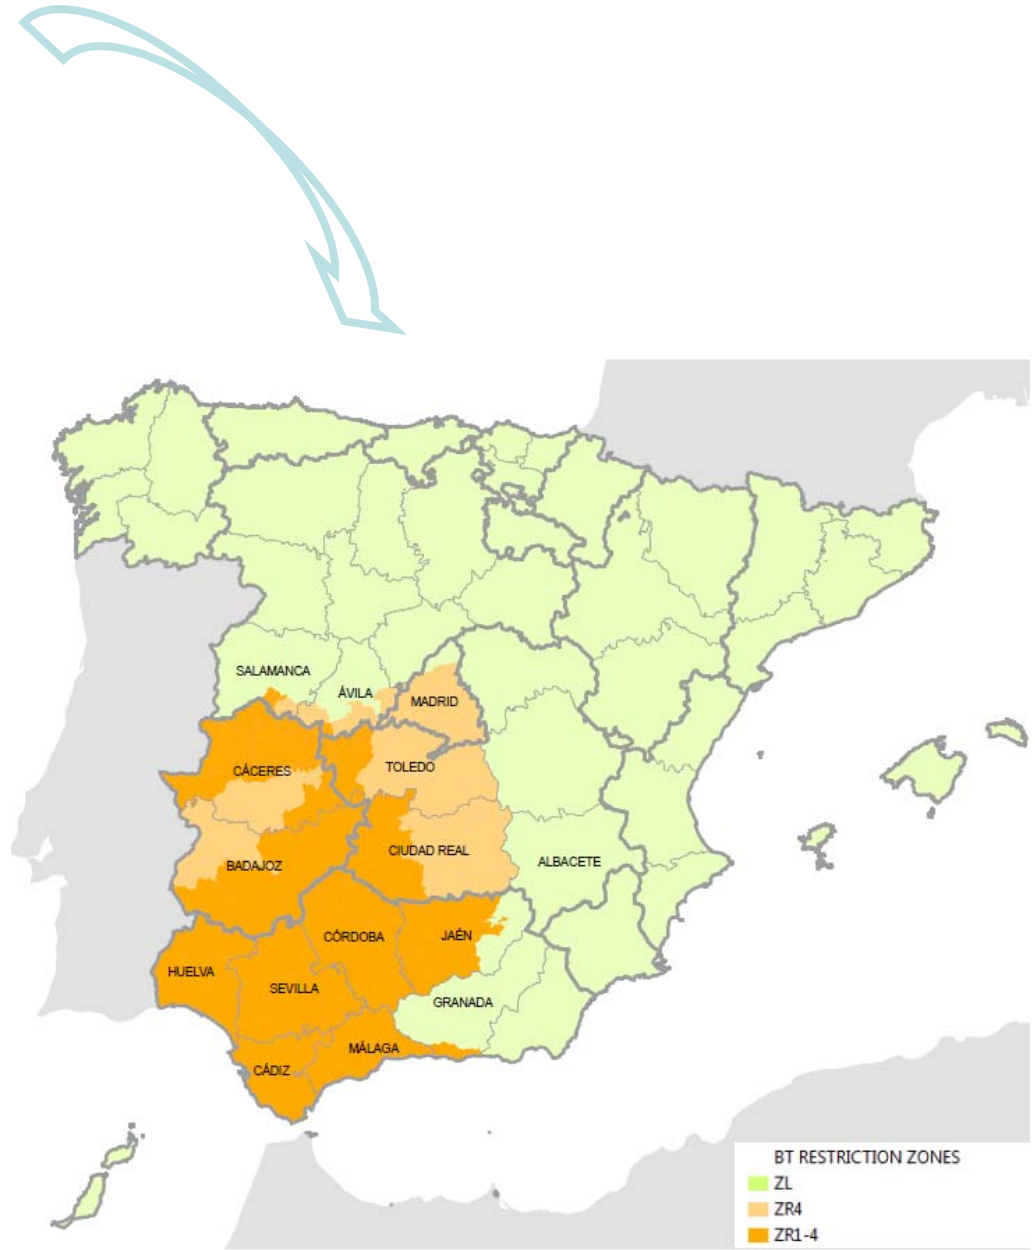 SALAMANCA
ÁVILA
MADRID
CÁCERES
TOLEDO
BADAJOZ
CIUDAD REAL
ALBACETE
CÓRDOBA
JAÉN
HUELVA
SEVILLA
GRANADA
MÁLAGA
CÁDIZ
BT RESTRICTION ZONES
ZL
ZR4
ZR1-4